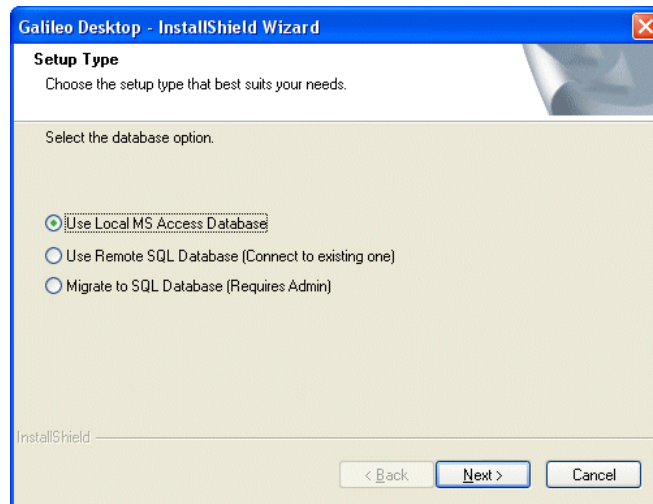 Galileo Desktop - InstallShield Wizard
Setup Type
Choose the setup type that best suits your needs.
Select the database option.
Use Local MS Access Database
Use Remote SQL Database (Connect to existing one)
Migrate to SQL Database (Requires Admin)
InstallShield
< Back Next > Cancel